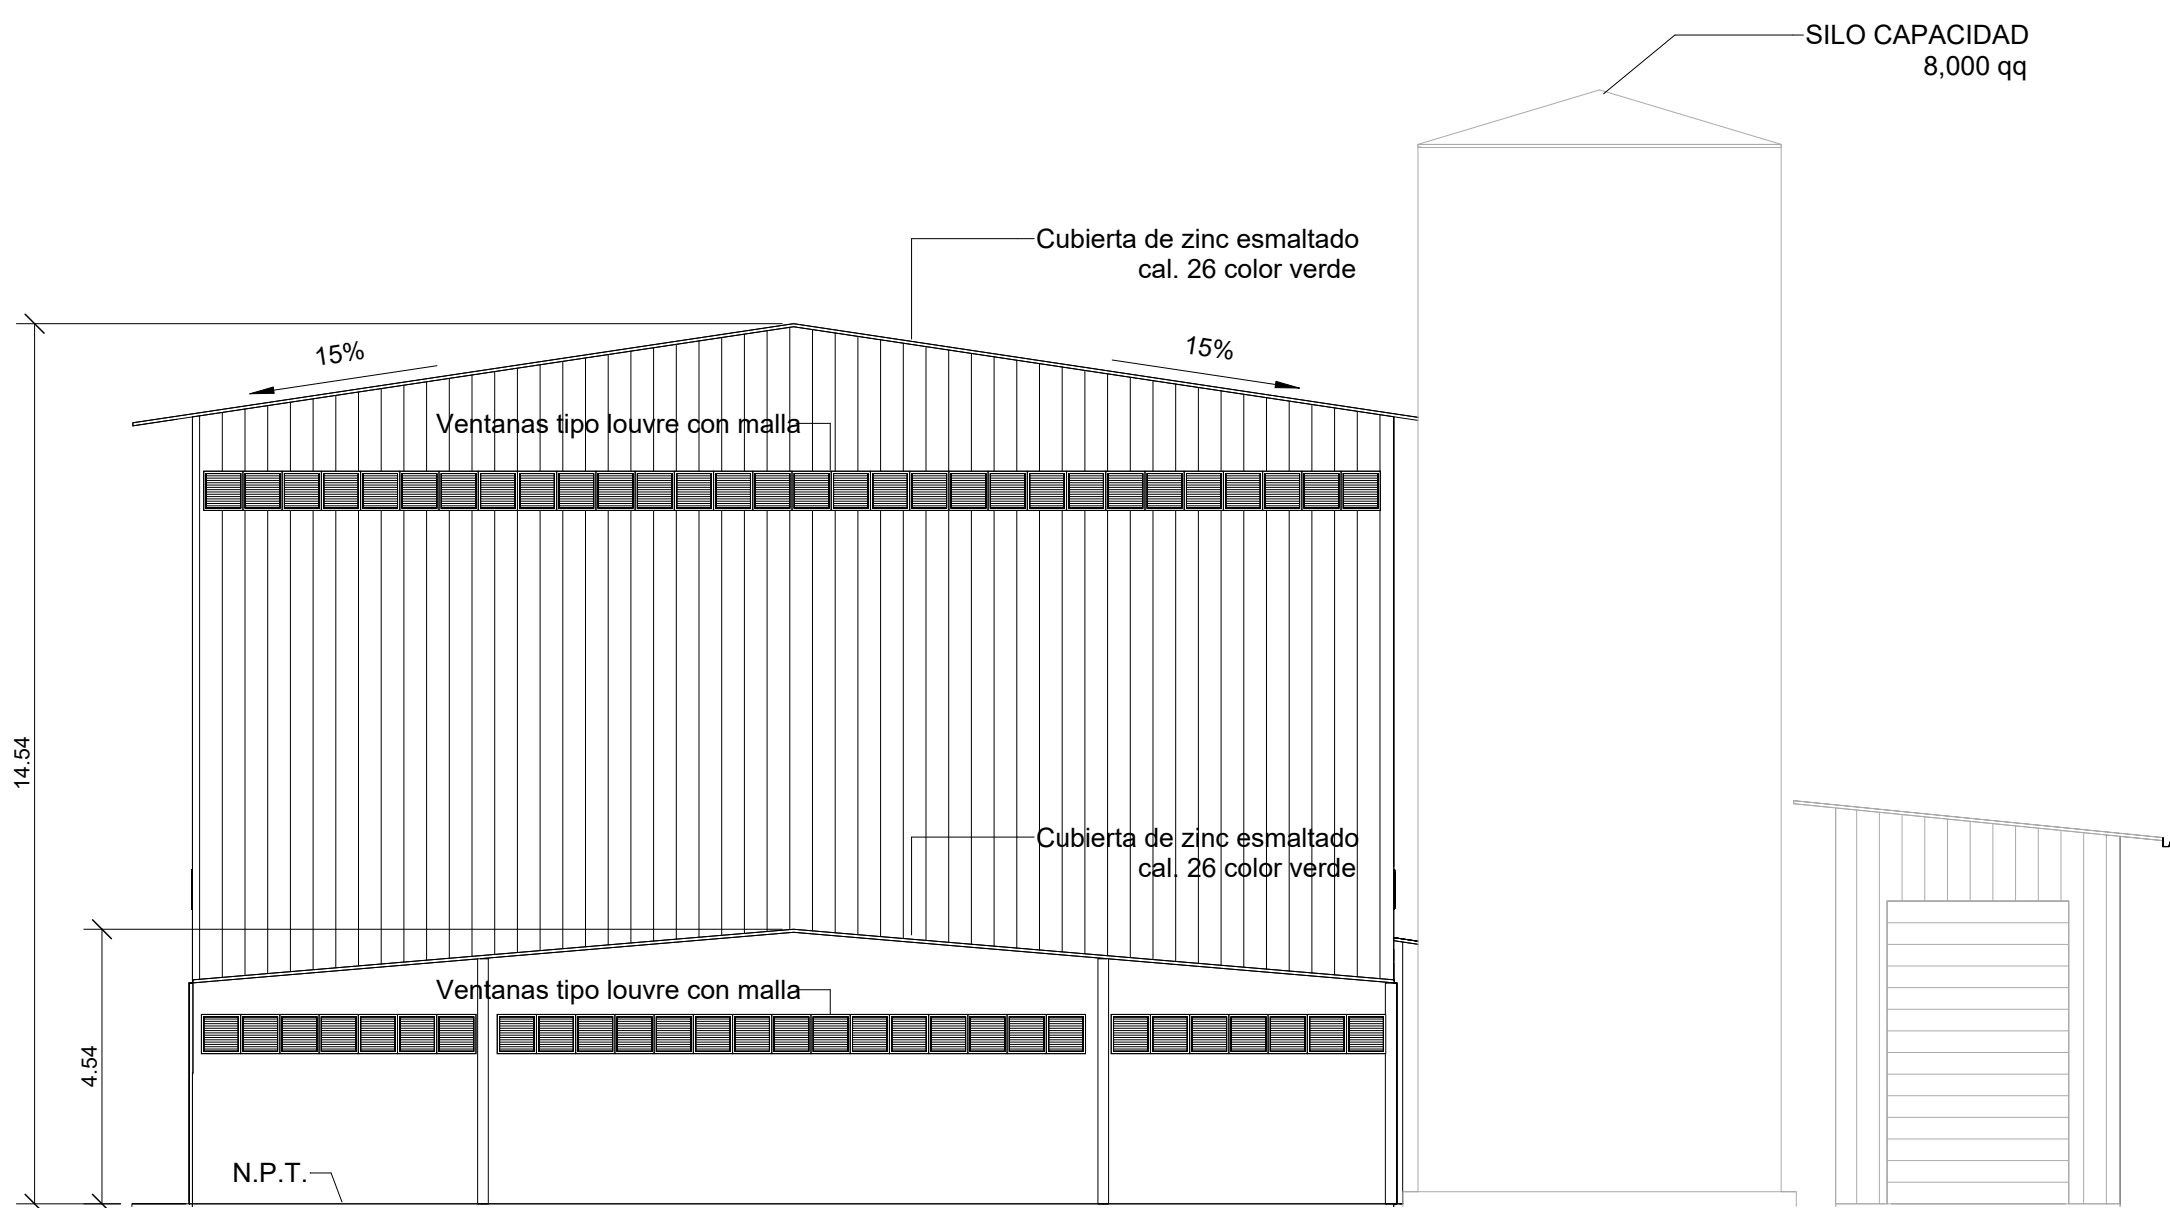 SILO CAPACIDAD
8,000 qq
Cubierta de zinc esmaltado
cal. 26 color verde
15%
15%
Ventanas tipo louvre con malla
14.54
Cubierta de zinc esmaltado
cal. 26 color verde
Ventanas tipo louvre con malla
4.54
N.P.T.